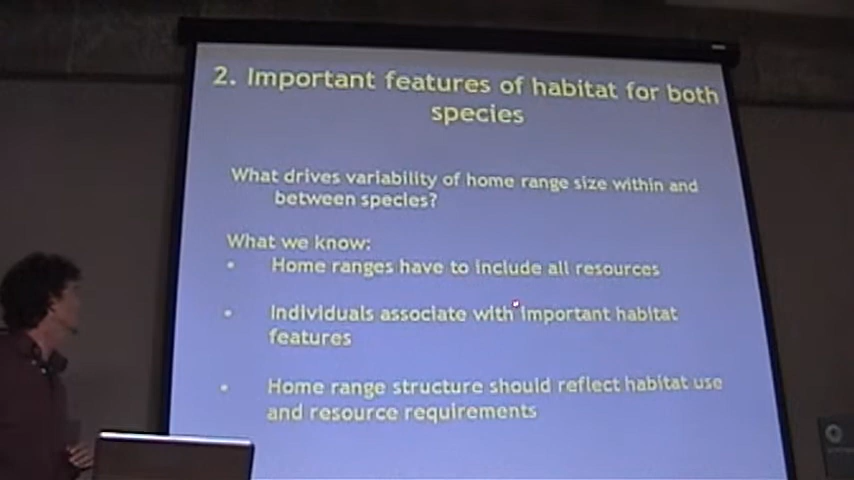 2. Important features of habitat for both
species
What drives variability of home range size within and
between species?
What we know:
• Home ranges have to include all resources
• Individuals associate with important habitat
features
• Home range structure should reflect habitat use
and resource requirements